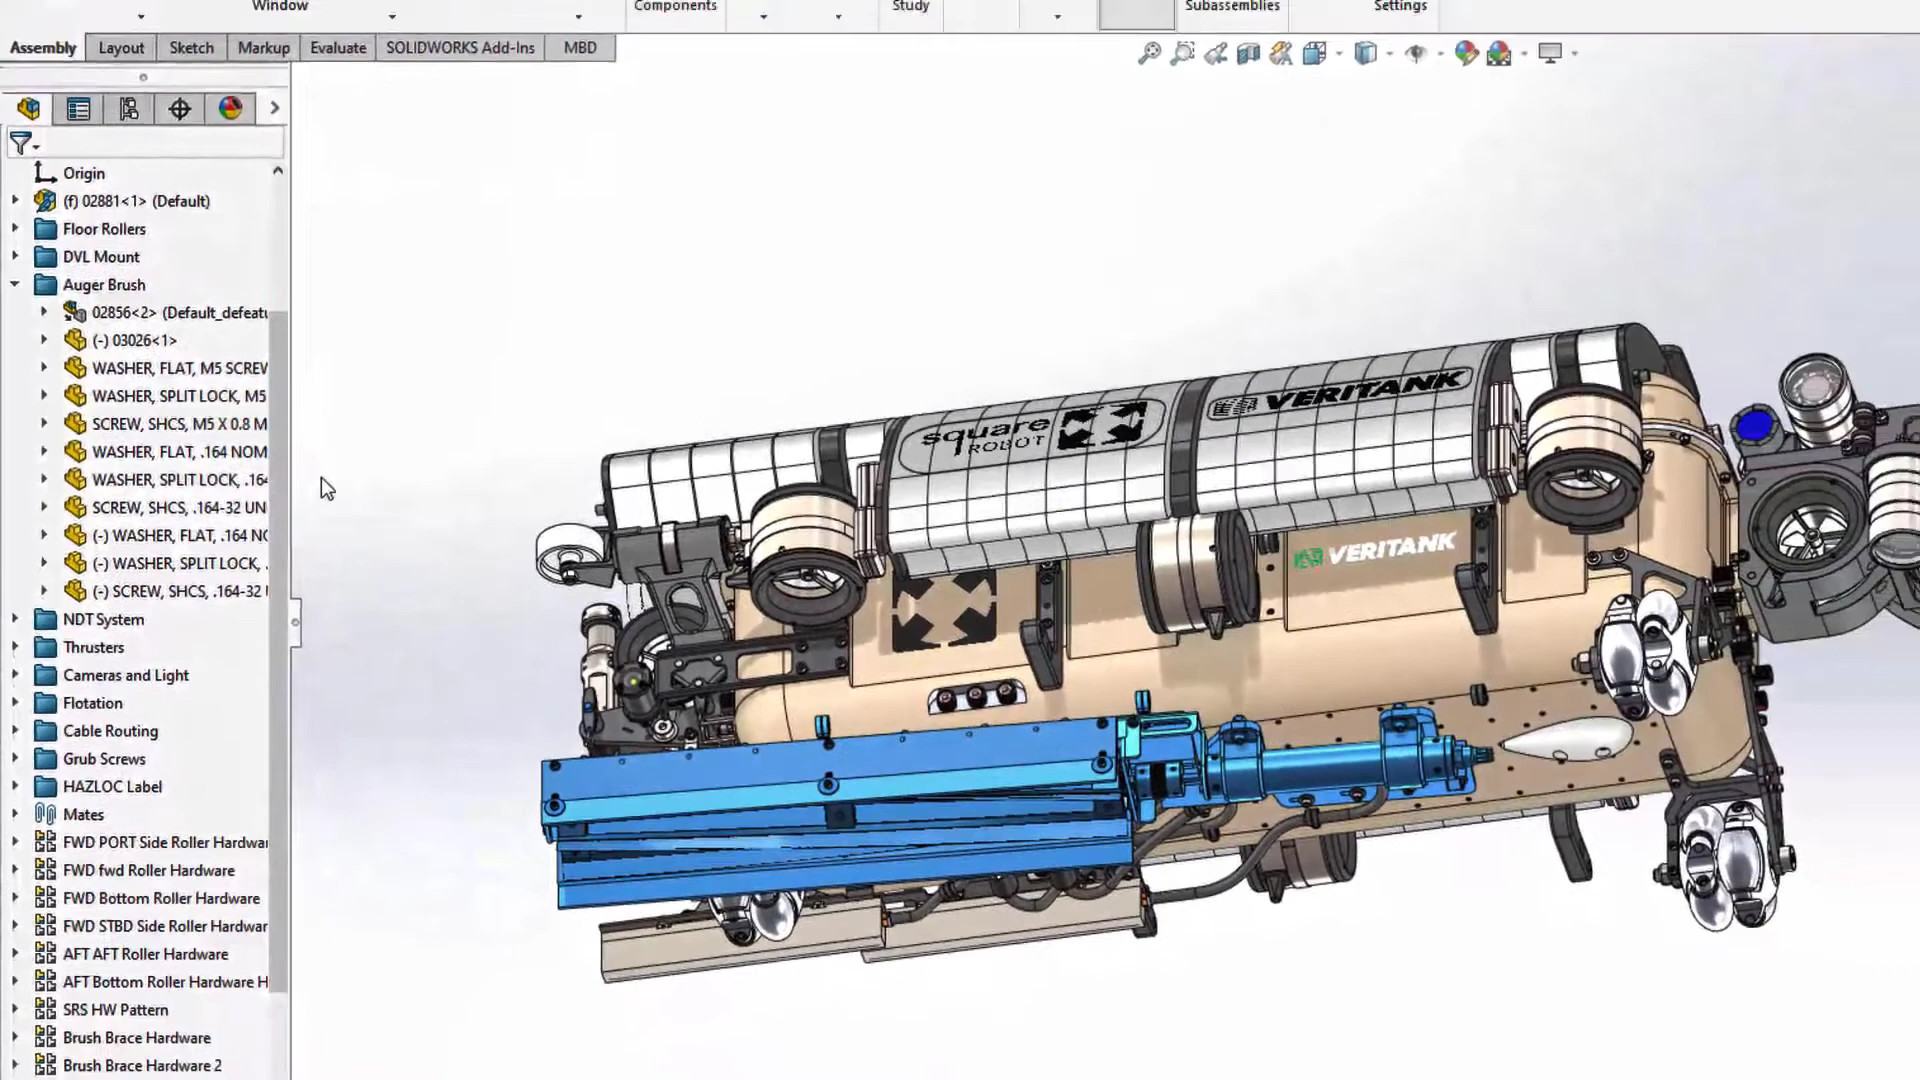 Window
Components
Study
Subassemblies
Settings
Assembly
Layout
Sketch
Markup
Evaluate
SOLIDWORKS Add-Ins
MBD
Origin
(f) 02881<1> (Default)
Floor Rollers
DVL Mount
Auger Brush
02856<2> (Default_defeatu
(-) 03026<1>
WASHER, FLAT, M5 SCREW
WASHER, SPLIT LOCK, M5
SCREW, SHCS, M5 X 0.8 M
WASHER, FLAT, .164 NOM
WASHER, SPLIT LOCK, .164
SCREW, SHCS, .164-32 UN
(-) WASHER, FLAT, .164 NO
(-) WASHER, SPLIT LOCK, .
(-) SCREW, SHCS, .164-32 U
NDT System
Thrusters
Cameras and Light
Flotation
Cable Routing
Grub Screws
HAZLOC Label
Mates
FWD PORT Side Roller Hardwar
FWD fwd Roller Hardware
FWD Bottom Roller Hardware
FWD STBD Side Roller Hardwar
AFT AFT Roller Hardware
AFT Bottom Roller Hardware H
SRS HW Pattern
Brush Brace Hardware
Brush Brace Hardware 2
square
ROBOT
VERITANK
VERITANK